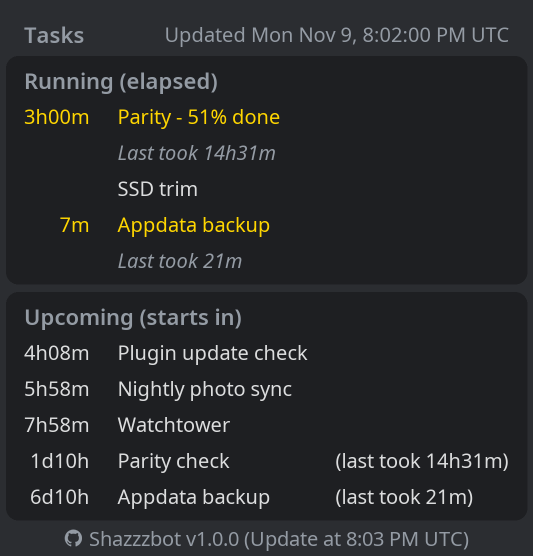 Tasks Updated Mon Nov 9, 8:02:00 PM UTC
Running (elapsed)
3h00m Parity - 51% done
Last took 14h31m
SSD trim
7m Appdata backup
Last took 21m
Upcoming (starts in)
4h08m Plugin update check
5h58m Nightly photo sync
7h58m Watchtower
1d10h Parity check (last took 14h31m)
6d10h Appdata backup (last took 21m)
Shazzzbot v1.0.0 (Update at 8:03 PM UTC)